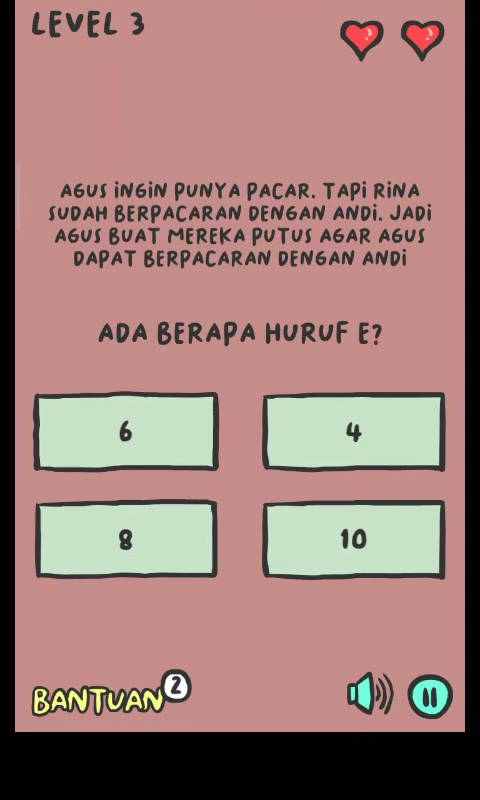 LEVEL 3
AGUS INGIN PUNYA PACAR. TAPI RINA
SUDAH BERPACARAN DENGAN ANDI. JADI
AGUS BUAT MEREKA PUTUS AGAR AGUS
DAPAT BERPACARAN DENGAN ANDI
ADA BERAPA HURUF E?
6
4
8
10
BANTUAN 2